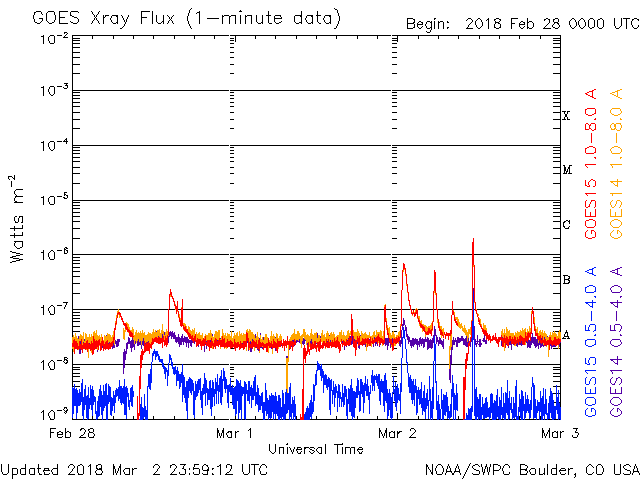 GOES Xray Flux (1-minute data)
Begin: 2018 Feb 28 0000 UTC
10-2
10-3
10-4
10-5
10-6
10-7
10-8
10-9
Watts m-2
X
M
C
B
A
GOES15 1.0-8.0 A
GOES14 1.0-8.0 A
GOES15 0.5-4.0 A
GOES14 0.5-4.0 A
Feb 28 Mar 1 Mar 2 Mar 3
Universal Time
Updated 2018 Mar 2 23:59:12 UTC
NOAA/SWPC Boulder, CO USA